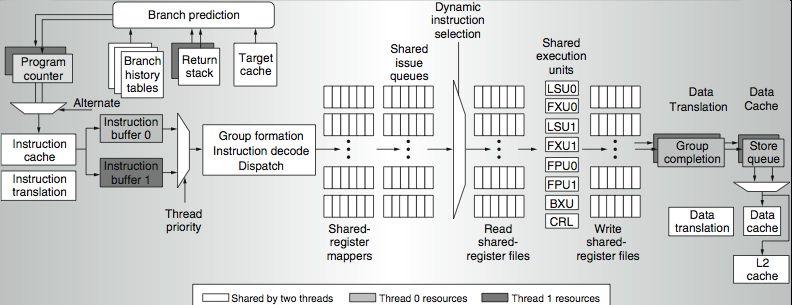 Branch prediction
Dynamic
instruction
selection
Program
counter
Branch
history
tables
Return
stack
Target
cache
Shared
issue
queues
Shared
execution
units
Alternate
Instruction
cache
Instruction
translation
Instruction
buffer 0
Instruction
buffer 1
Thread
priority
Group formation
Instruction decode
Dispatch
Shared-
register
mappers
Read
shared-
register files
LSU0
FXU0
LSU1
FXU1
FPU0
FPU1
BXU
CRL
Write
shared-
register files
Data
Translation
Data
Cache
Group
completion
Store
queue
Data
translation
Data
cache
L2
cache
Shared by two threads
Thread 0 resources
Thread 1 resources